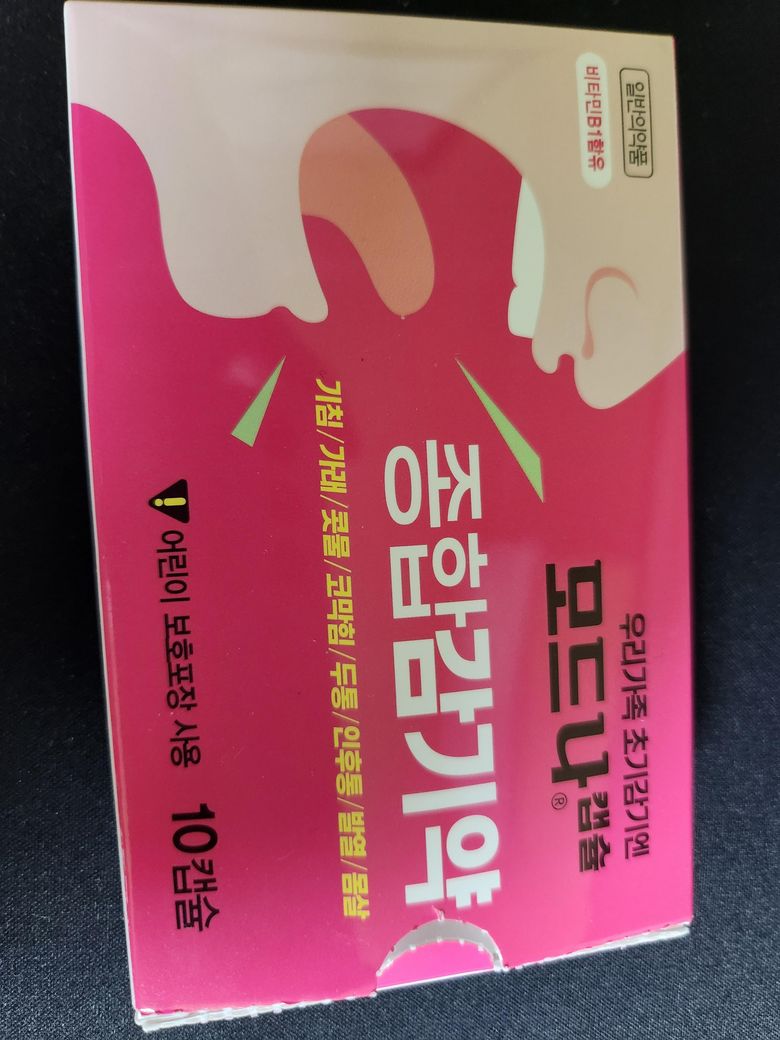 일반의약품
비타민B1함유
우리가족 초기감기엔
모드나캡슐®
종합감기약
기침/가래/콧물/코막힘/두통/인후통/발열/몸살
! 어린이 보호포장 사용
10캡슐